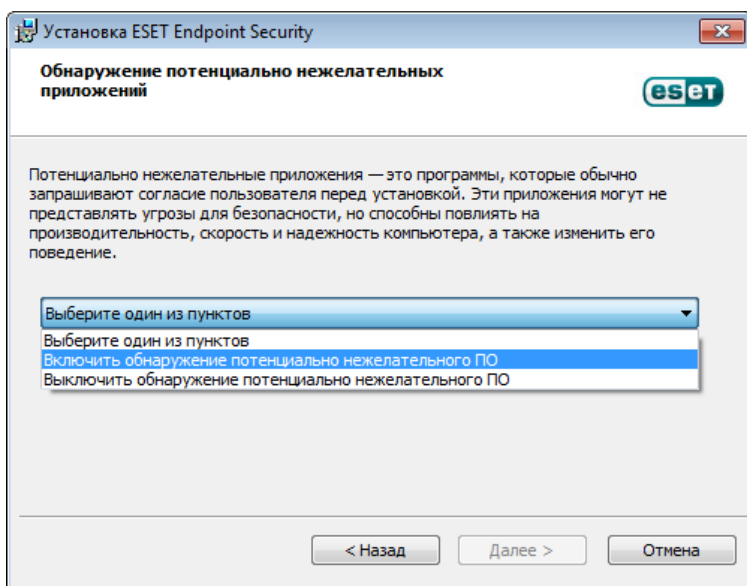 Установка ESET Endpoint Security
Обнаружение потенциально нежелательных
приложений
eset
Потенциально нежелательные приложения — это программы, которые обычно
запрашивают согласие пользователя перед установкой. Эти приложения могут не
представлять угрозы для безопасности, но способны повлиять на
производительность, скорость и надежность компьютера, а также изменить его
поведение.
Выберите один из пунктов
Выберите один из пунктов
Включить обнаружение потенциально нежелательного ПО
Выключить обнаружение потенциально нежелательного ПО
< Назад
Далее >
Отмена